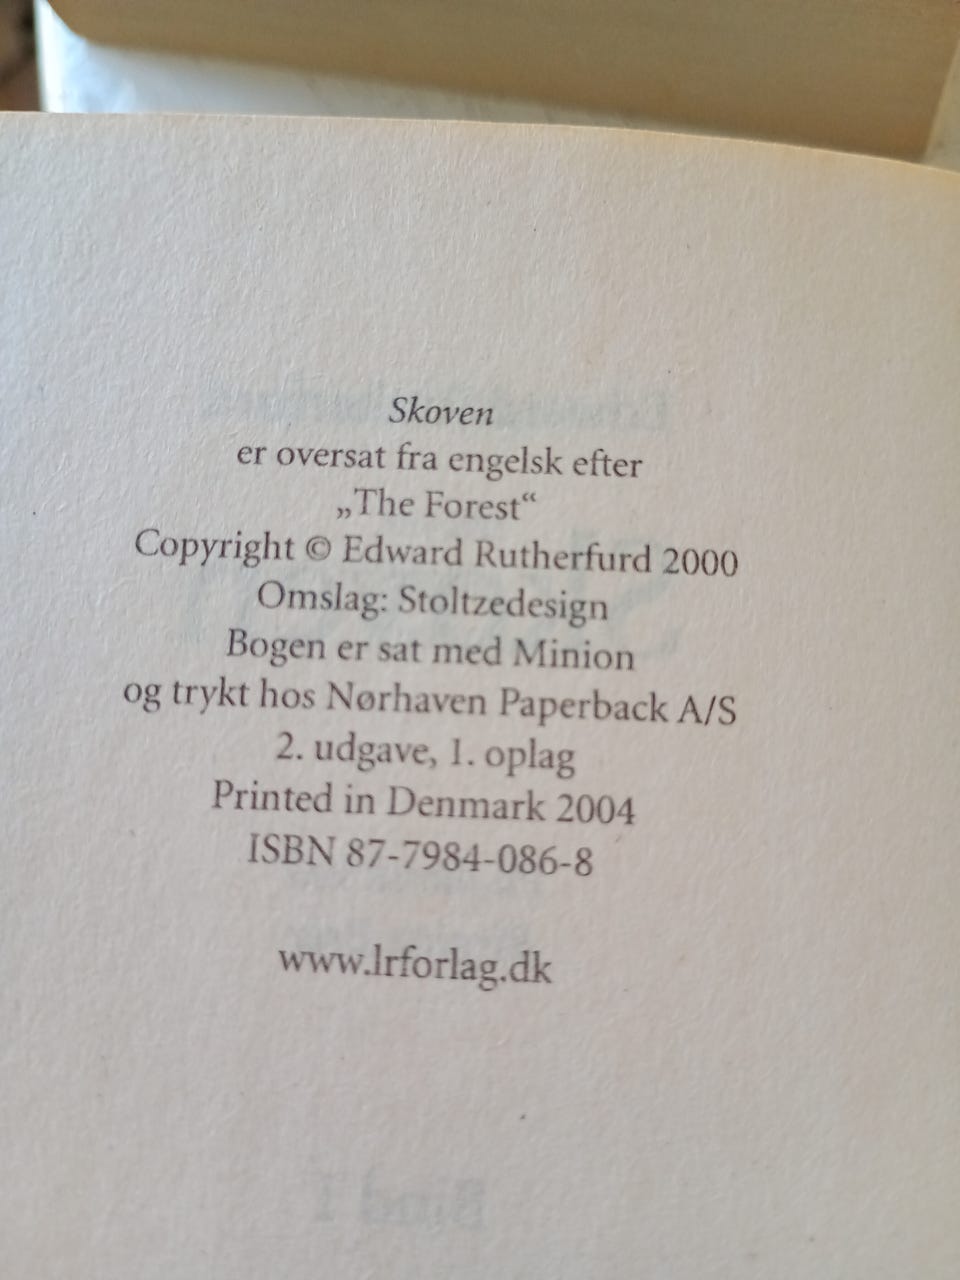 Skoven
er oversat fra engelsk efter
„The Forest“
Copyright © Edward Rutherfurd 2000
Omslag: Stoltzedesign
Bogen er sat med Minion
og trykt hos Nørhaven Paperback A/S
2. udgave, 1. oplag
Printed in Denmark 2004
ISBN 87-7984-086-8
www.lrforlag.dk
Bind I